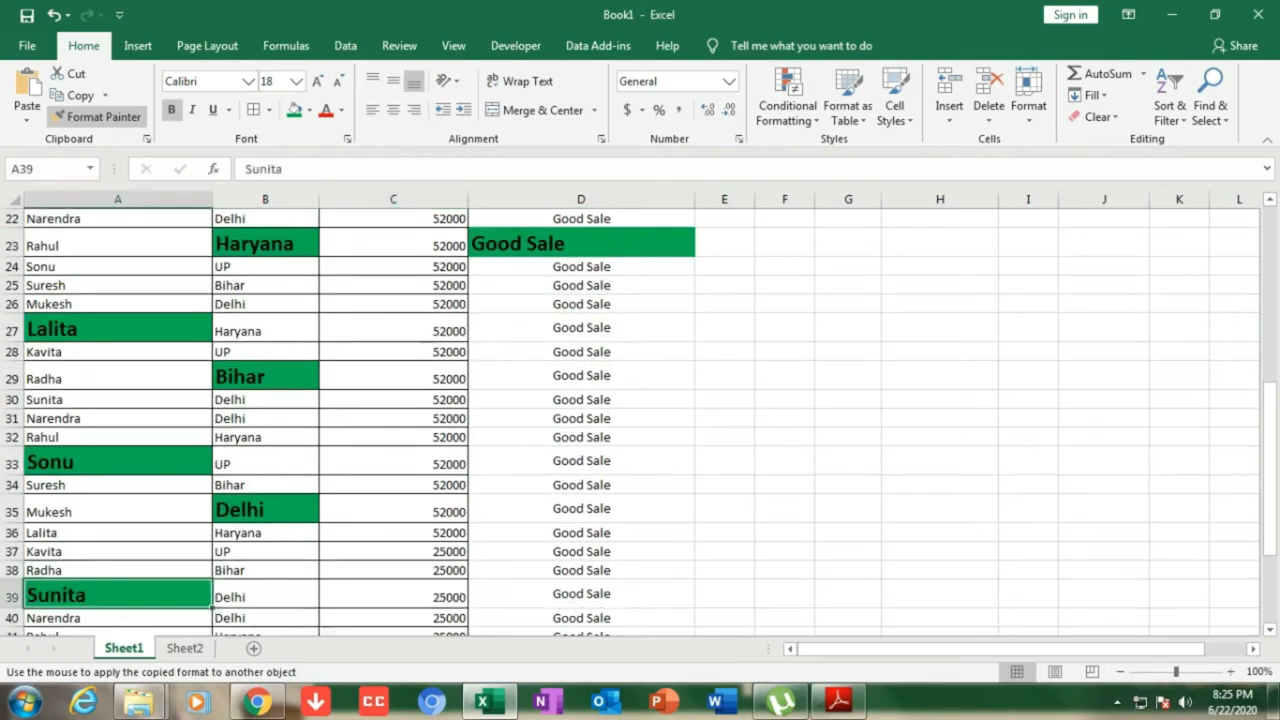 Book1 - Excel
Sign in
File Home Insert Page Layout Formulas Data Review View Developer Data Add-ins Help Tell me what you want to do Share
Paste
Cut
Copy
Format Painter
Clipboard
Calibri 18
B I U
Font
Wrap Text
Merge & Center
Alignment
General
$ % ,
Number
Conditional Formatting
Format as Table
Cell Styles
Styles
Insert
Delete
Format
Cells
AutoSum
Fill
Clear
Sort & Filter
Find & Select
Editing
A39 fx Sunita
A B C D E F G H I J K L
22 Narendra Delhi 52000 Good Sale
23 Rahul Haryana 52000 Good Sale
24 Sonu UP 52000 Good Sale
25 Suresh Bihar 52000 Good Sale
26 Mukesh Delhi 52000 Good Sale
27 Lalita Haryana 52000 Good Sale
28 Kavita UP 52000 Good Sale
29 Radha Bihar 52000 Good Sale
30 Sunita Delhi 52000 Good Sale
31 Narendra Delhi 52000 Good Sale
32 Rahul Haryana 52000 Good Sale
33 Sonu UP 52000 Good Sale
34 Suresh Bihar 52000 Good Sale
35 Mukesh Delhi 52000 Good Sale
36 Lalita Haryana 52000 Good Sale
37 Kavita UP 25000 Good Sale
38 Radha Bihar 25000 Good Sale
39 Sunita Delhi 25000 Good Sale
40 Narendra Delhi 25000 Good Sale
Sheet1 Sheet2
Use the mouse to apply the copied format to another object
100%
8:25 PM
6/22/2020